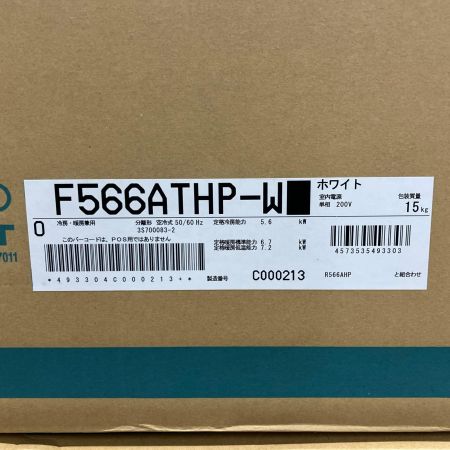 F566ATHP-W■ ホワイト
0 冷房・暖房兼用 分離形 空冷式 50/60 Hz 定格冷房能力 5.6 kW 室内電源 単相 200V 包装質量 15kg
3S700083-2
このバーコードは、POS用ではありません
定格暖房標準能力 6.7 kW
定格暖房低温能力 7.2 kW
4573535493303
*493304C000213+* 製造番号 C000213 R566AHP と組合わせ
7011